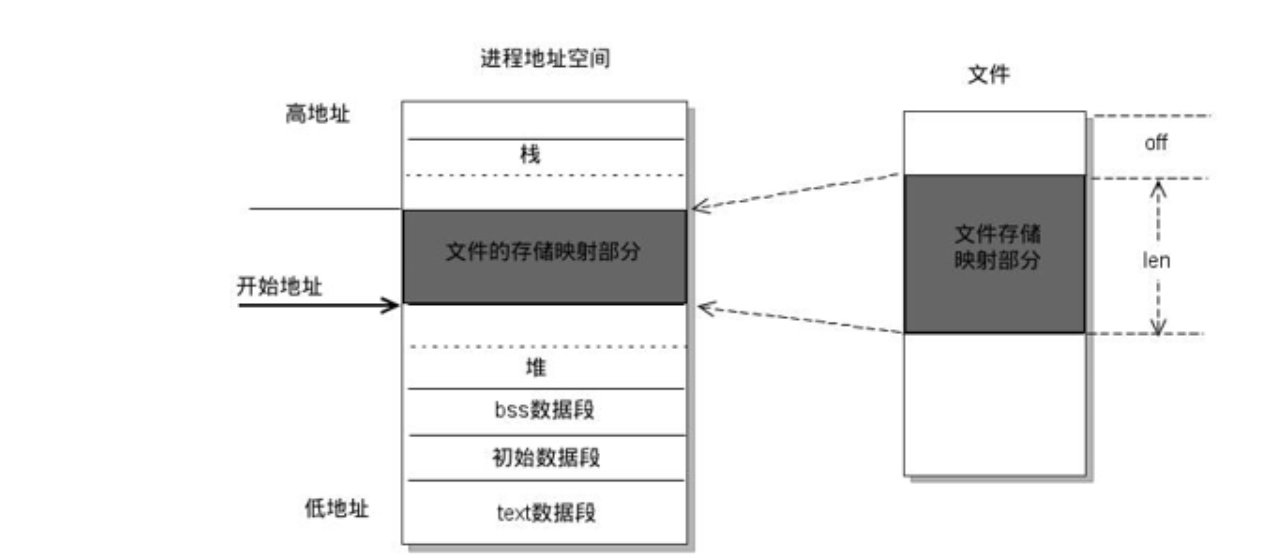 进程地址空间
文件
高地址
栈
off
文件的存储映射部分
文件存储
映射部分
len
开始地址
堆
bss数据段
初始数据段
低地址
text数据段